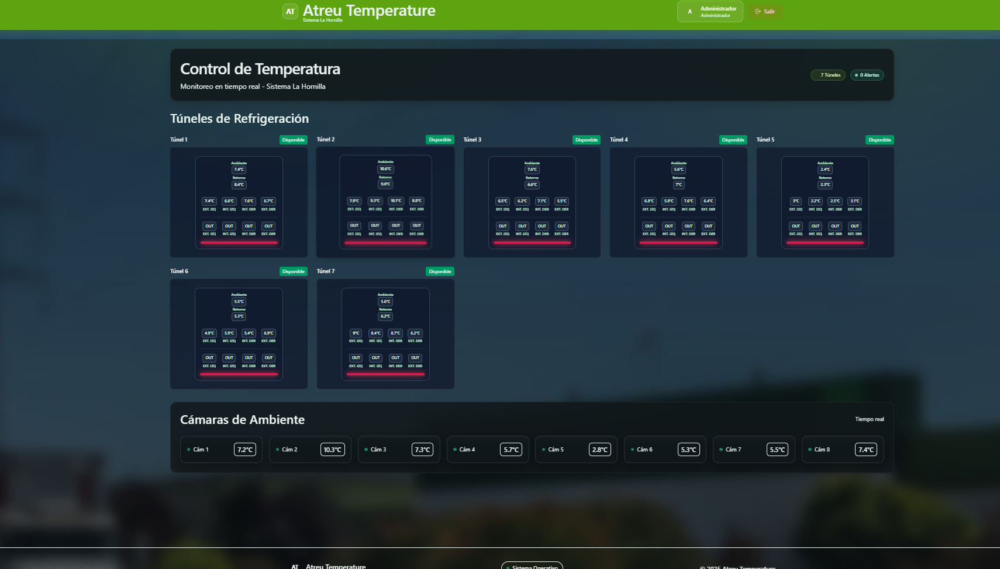 AT Atreu Temperature
Sistema La Hornilla
A Administrador
Administrador
Salir
Control de Temperatura
Monitoreo en tiempo real - Sistema La Hornilla
7 Túneles
0 Alertas
Túneles de Refrigeración
Túnel 1 Disponible
Ambiente
7.4°C
Retorno
8.4°C
7.4°C 6.6°C 7.6°C 6.7°C
EXT. IZQ INT. IZQ INT. DER EXT. DER
OUT OUT OUT OUT
EXT. IZQ INT. IZQ INT. DER EXT. DER
Túnel 2 Disponible
Ambiente
10.6°C
Retorno
9.8°C
7.9°C 9.3°C 10.1°C 8.8°C
EXT. IZQ INT. IZQ INT. DER EXT. DER
OUT OUT OUT OUT
EXT. IZQ INT. IZQ INT. DER EXT. DER
Túnel 3 Disponible
Ambiente
7.6°C
Retorno
6.6°C
6.5°C 6.2°C 7.1°C 5.5°C
EXT. IZQ INT. IZQ INT. DER EXT. DER
OUT OUT OUT OUT
EXT. IZQ INT. IZQ INT. DER EXT. DER
Túnel 4 Disponible
Ambiente
5.6°C
Retorno
7°C
6.8°C 5.8°C 7.6°C 6.4°C
EXT. IZQ INT. IZQ INT. DER EXT. DER
OUT OUT OUT OUT
EXT. IZQ INT. IZQ INT. DER EXT. DER
Túnel 5 Disponible
Ambiente
2.4°C
Retorno
2.3°C
3°C 2.2°C 2.5°C 3.1°C
EXT. IZQ INT. IZQ INT. DER EXT. DER
OUT OUT OUT OUT
EXT. IZQ INT. IZQ INT. DER EXT. DER
Túnel 6 Disponible
Ambiente
5.5°C
Retorno
5.3°C
4.9°C 5.9°C 5.4°C 6.9°C
EXT. IZQ INT. IZQ INT. DER EXT. DER
OUT OUT OUT OUT
EXT. IZQ INT. IZQ INT. DER EXT. DER
Túnel 7 Disponible
Ambiente
5.6°C
Retorno
6.2°C
9°C 8.4°C 8.7°C 6.2°C
EXT. IZQ INT. IZQ INT. DER EXT. DER
OUT OUT OUT OUT
EXT. IZQ INT. IZQ INT. DER EXT. DER
Cámaras de Ambiente
Tiempo real
Cám 1 7.2°C
Cám 2 10.3°C
Cám 3 7.3°C
Cám 4 5.7°C
Cám 5 2.8°C
Cám 6 5.3°C
Cám 7 5.5°C
Cám 8 7.4°C
AT Atreu Temperature
Sistema Operativo
© 2025 Atreu Temperature